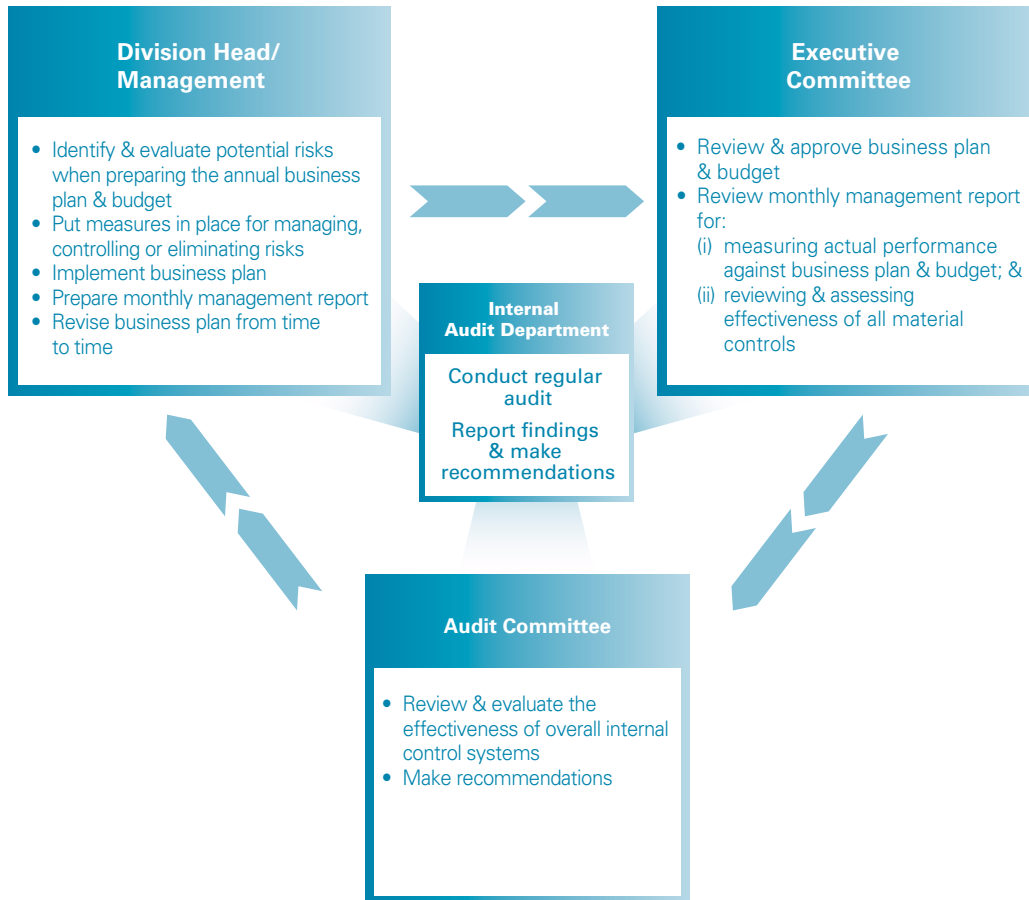 Division Head/
Management
• Identify & evaluate potential risks
when preparing the annual business
plan & budget
• Put measures in place for managing,
controlling or eliminating risks
• Implement business plan
• Prepare monthly management report
• Revise business plan from time
to time
Executive
Committee
• Review & approve business plan
& budget
• Review monthly management report
for:
(i) measuring actual performance
against business plan & budget; &
(ii) reviewing & assessing
effectiveness of all material
controls
Internal
Audit Department
Conduct regular
audit
Report findings
& make
recommendations
Audit Committee
• Review & evaluate the
effectiveness of overall internal
control systems
• Make recommendations